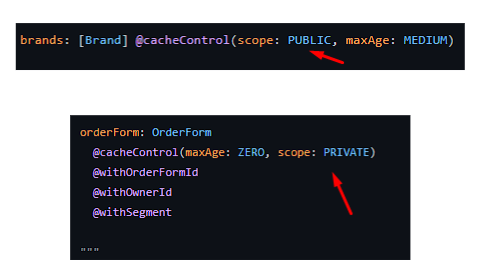 brands: [Brand] @cacheControl(scope: PUBLIC, maxAge: MEDIUM)
orderForm: OrderForm
@cacheControl(maxAge: ZERO, scope: PRIVATE)
@withOrderFormId
@withOwnerId
@withSegment
"""